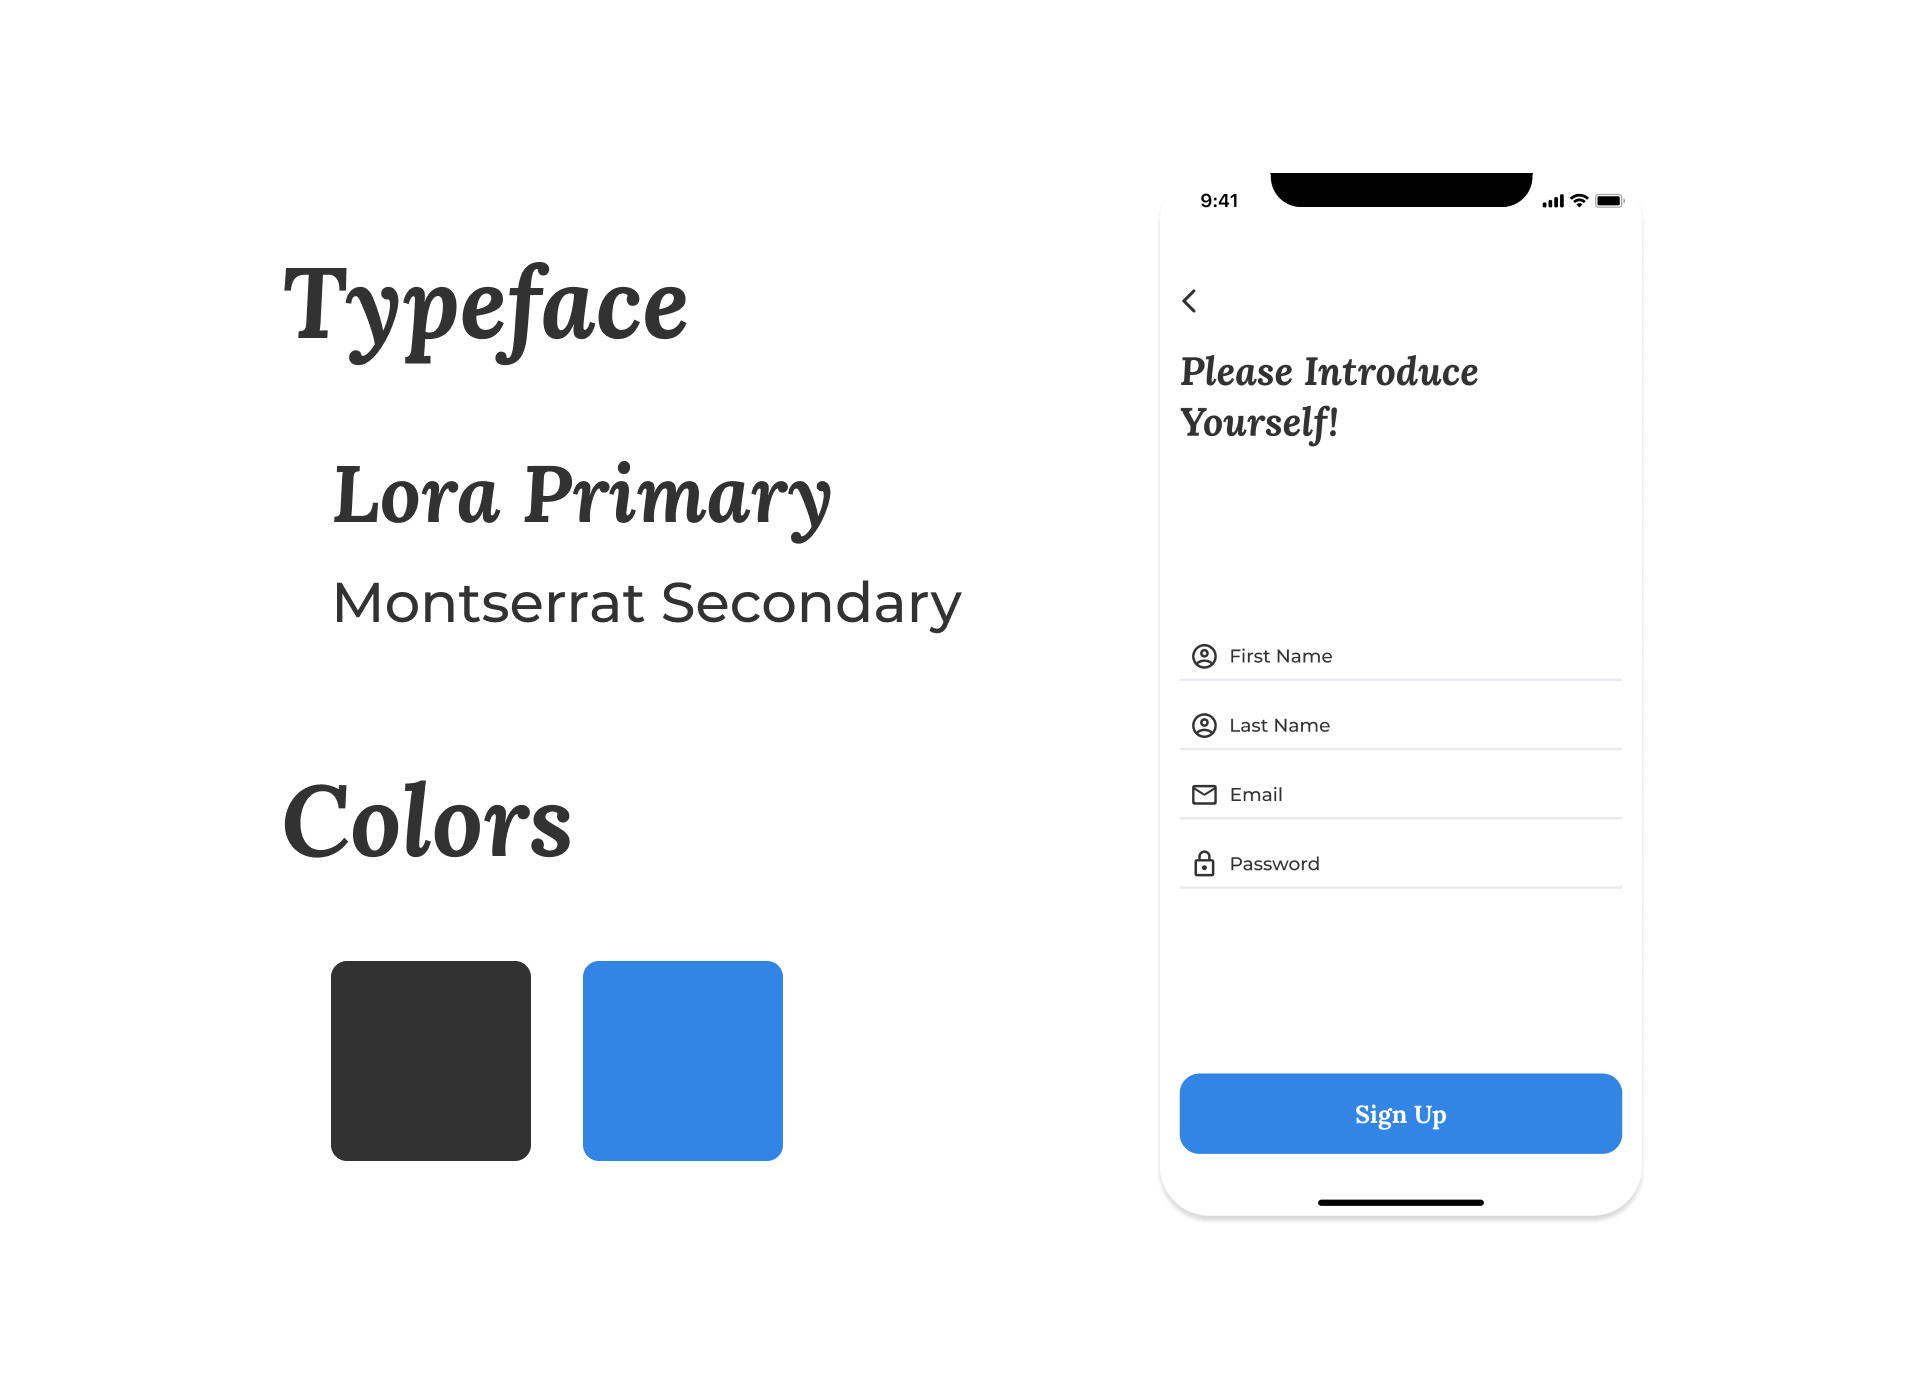 Typeface
Lora Primary
Montserrat Secondary
Colors
9:41
Please Introduce
Yourself!
First Name
Last Name
Email
Password
Sign Up